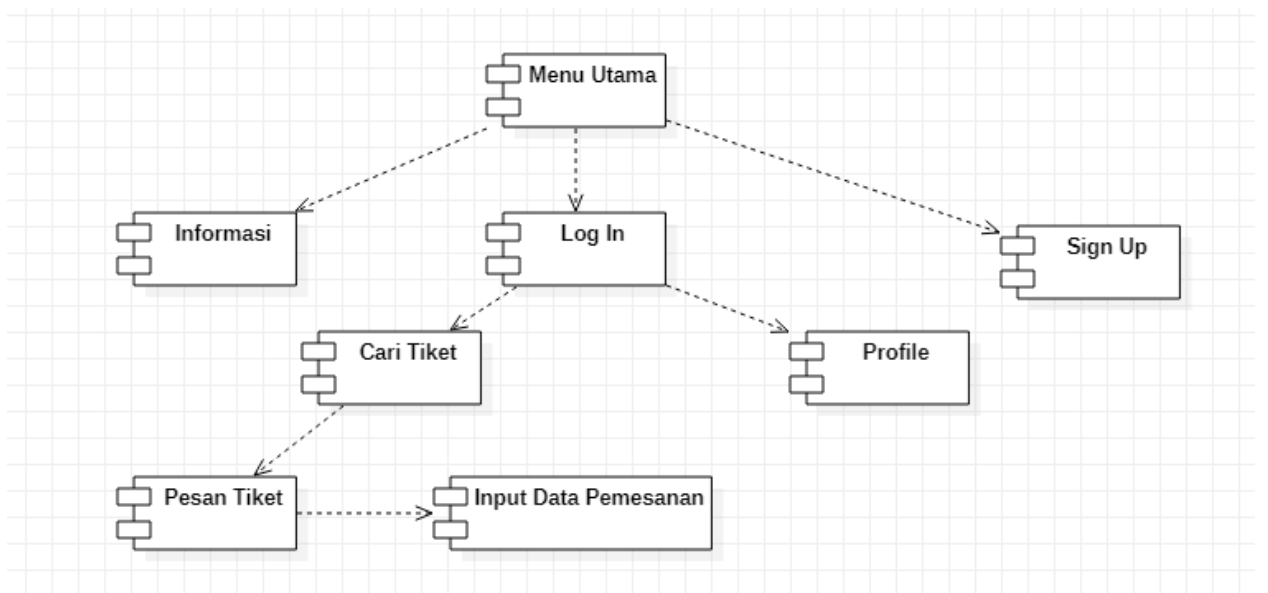 Menu Utama
Informasi
Log In
Sign Up
Cari Tiket
Profile
Pesan Tiket
Input Data Pemesanan